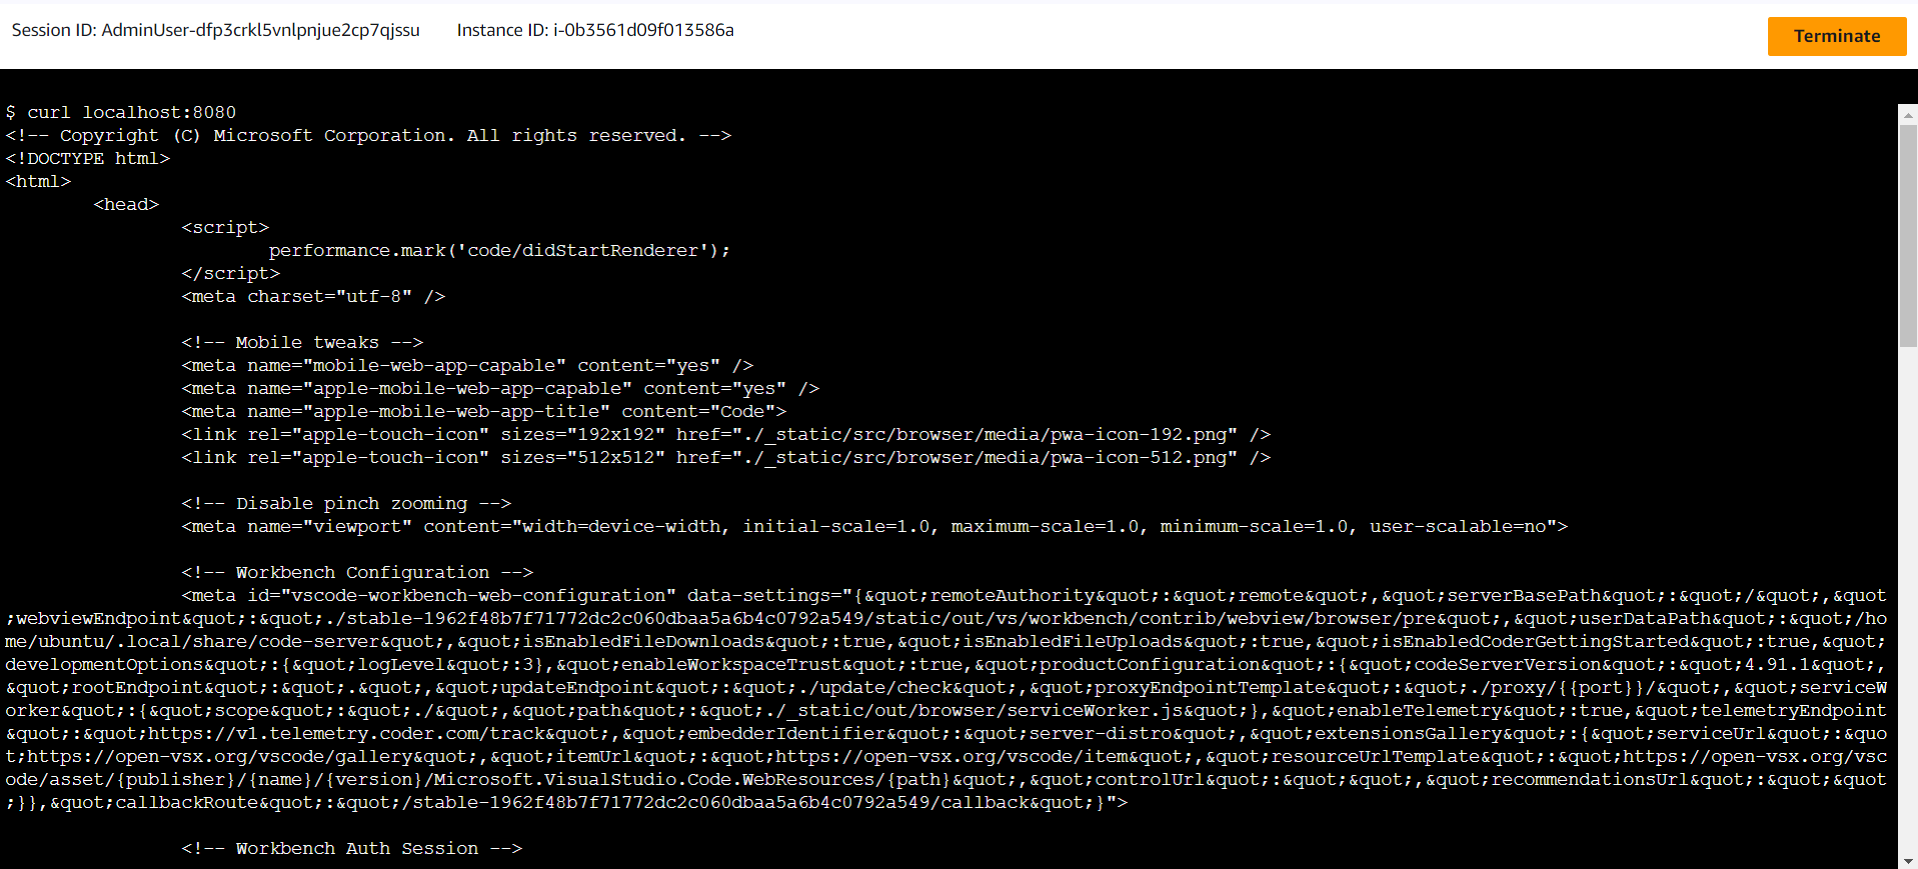 Session ID: AdminUser-dfp3crkl5vnlpnjue2cp7qjssu Instance ID: i-0b3561d09f013586a
Terminate
$ curl localhost:8080
<!-- Copyright (C) Microsoft Corporation. All rights reserved. -->
<!DOCTYPE html>
<html>
<head>
<script>
performance.mark('code/didStartRenderer');
</script>
<meta charset="utf-8" />
<!-- Mobile tweaks -->
<meta name="mobile-web-app-capable" content="yes" />
<meta name="apple-mobile-web-app-capable" content="yes" />
<meta name="apple-mobile-web-app-title" content="Code">
<link rel="apple-touch-icon" sizes="192x192" href="./_static/src/browser/media/pwa-icon-192.png" />
<link rel="apple-touch-icon" sizes="512x512" href="./_static/src/browser/media/pwa-icon-512.png" />
<!-- Disable pinch zooming -->
<meta name="viewport" content="width=device-width, initial-scale=1.0, maximum-scale=1.0, minimum-scale=1.0, user-scalable=no">
<!-- Workbench Configuration -->
<meta id="vscode-workbench-web-configuration" data-settings="{&quot;remoteAuthority&quot;:&quot;remote&quot;,&quot;serverBasePath&quot;:&quot;/&quot;,&quot
;webviewEndpoint&quot;:&quot;./stable-1962f48b7f71772dc2c060dbaa5a6b4c0792a549/static/out/vs/workbench/contrib/webview/browser/pre&quot;,&quot;userDataPath&quot;:&quot;/ho
me/ubuntu/.local/share/code-server&quot;,&quot;isEnabledFileDownloads&quot;:true,&quot;isEnabledFileUploads&quot;:true,&quot;isEnabledCoderGettingStarted&quot;:true,&quot;
developmentOptions&quot;:{&quot;logLevel&quot;:3},&quot;enableWorkspaceTrust&quot;:true,&quot;productConfiguration&quot;:{&quot;codeServerVersion&quot;:&quot;4.91.1&quot;,
&quot;rootEndpoint&quot;:&quot;.&quot;,&quot;updateEndpoint&quot;:&quot;./update/check&quot;,&quot;proxyEndpointTemplate&quot;:&quot;./proxy/{{port}}/&quot;,&quot;serviceW
orker&quot;:{&quot;scope&quot;:&quot;./&quot;,&quot;path&quot;:&quot;./_static/out/browser/serviceWorker.js&quot;},&quot;enableTelemetry&quot;:true,&quot;telemetryEndpoint
&quot;:&quot;https://v1.telemetry.coder.com/track&quot;,&quot;embedderIdentifier&quot;:&quot;server-distro&quot;,&quot;extensionsGallery&quot;:{&quot;serviceUrl&quot;:&quo
t;https://open-vsx.org/vscode/gallery&quot;,&quot;itemUrl&quot;:&quot;https://open-vsx.org/vscode/item&quot;,&quot;resourceUrlTemplate&quot;:&quot;https://open-vsx.org/vsc
ode/asset/{publisher}/{name}/{version}/Microsoft.VisualStudio.Code.WebResources/{path}&quot;,&quot;controlUrl&quot;:&quot;&quot;,&quot;recommendationsUrl&quot;:&quot;&quot
;}},&quot;callbackRoute&quot;:&quot;/stable-1962f48b7f71772dc2c060dbaa5a6b4c0792a549/callback&quot;}">
<!-- Workbench Auth Session -->